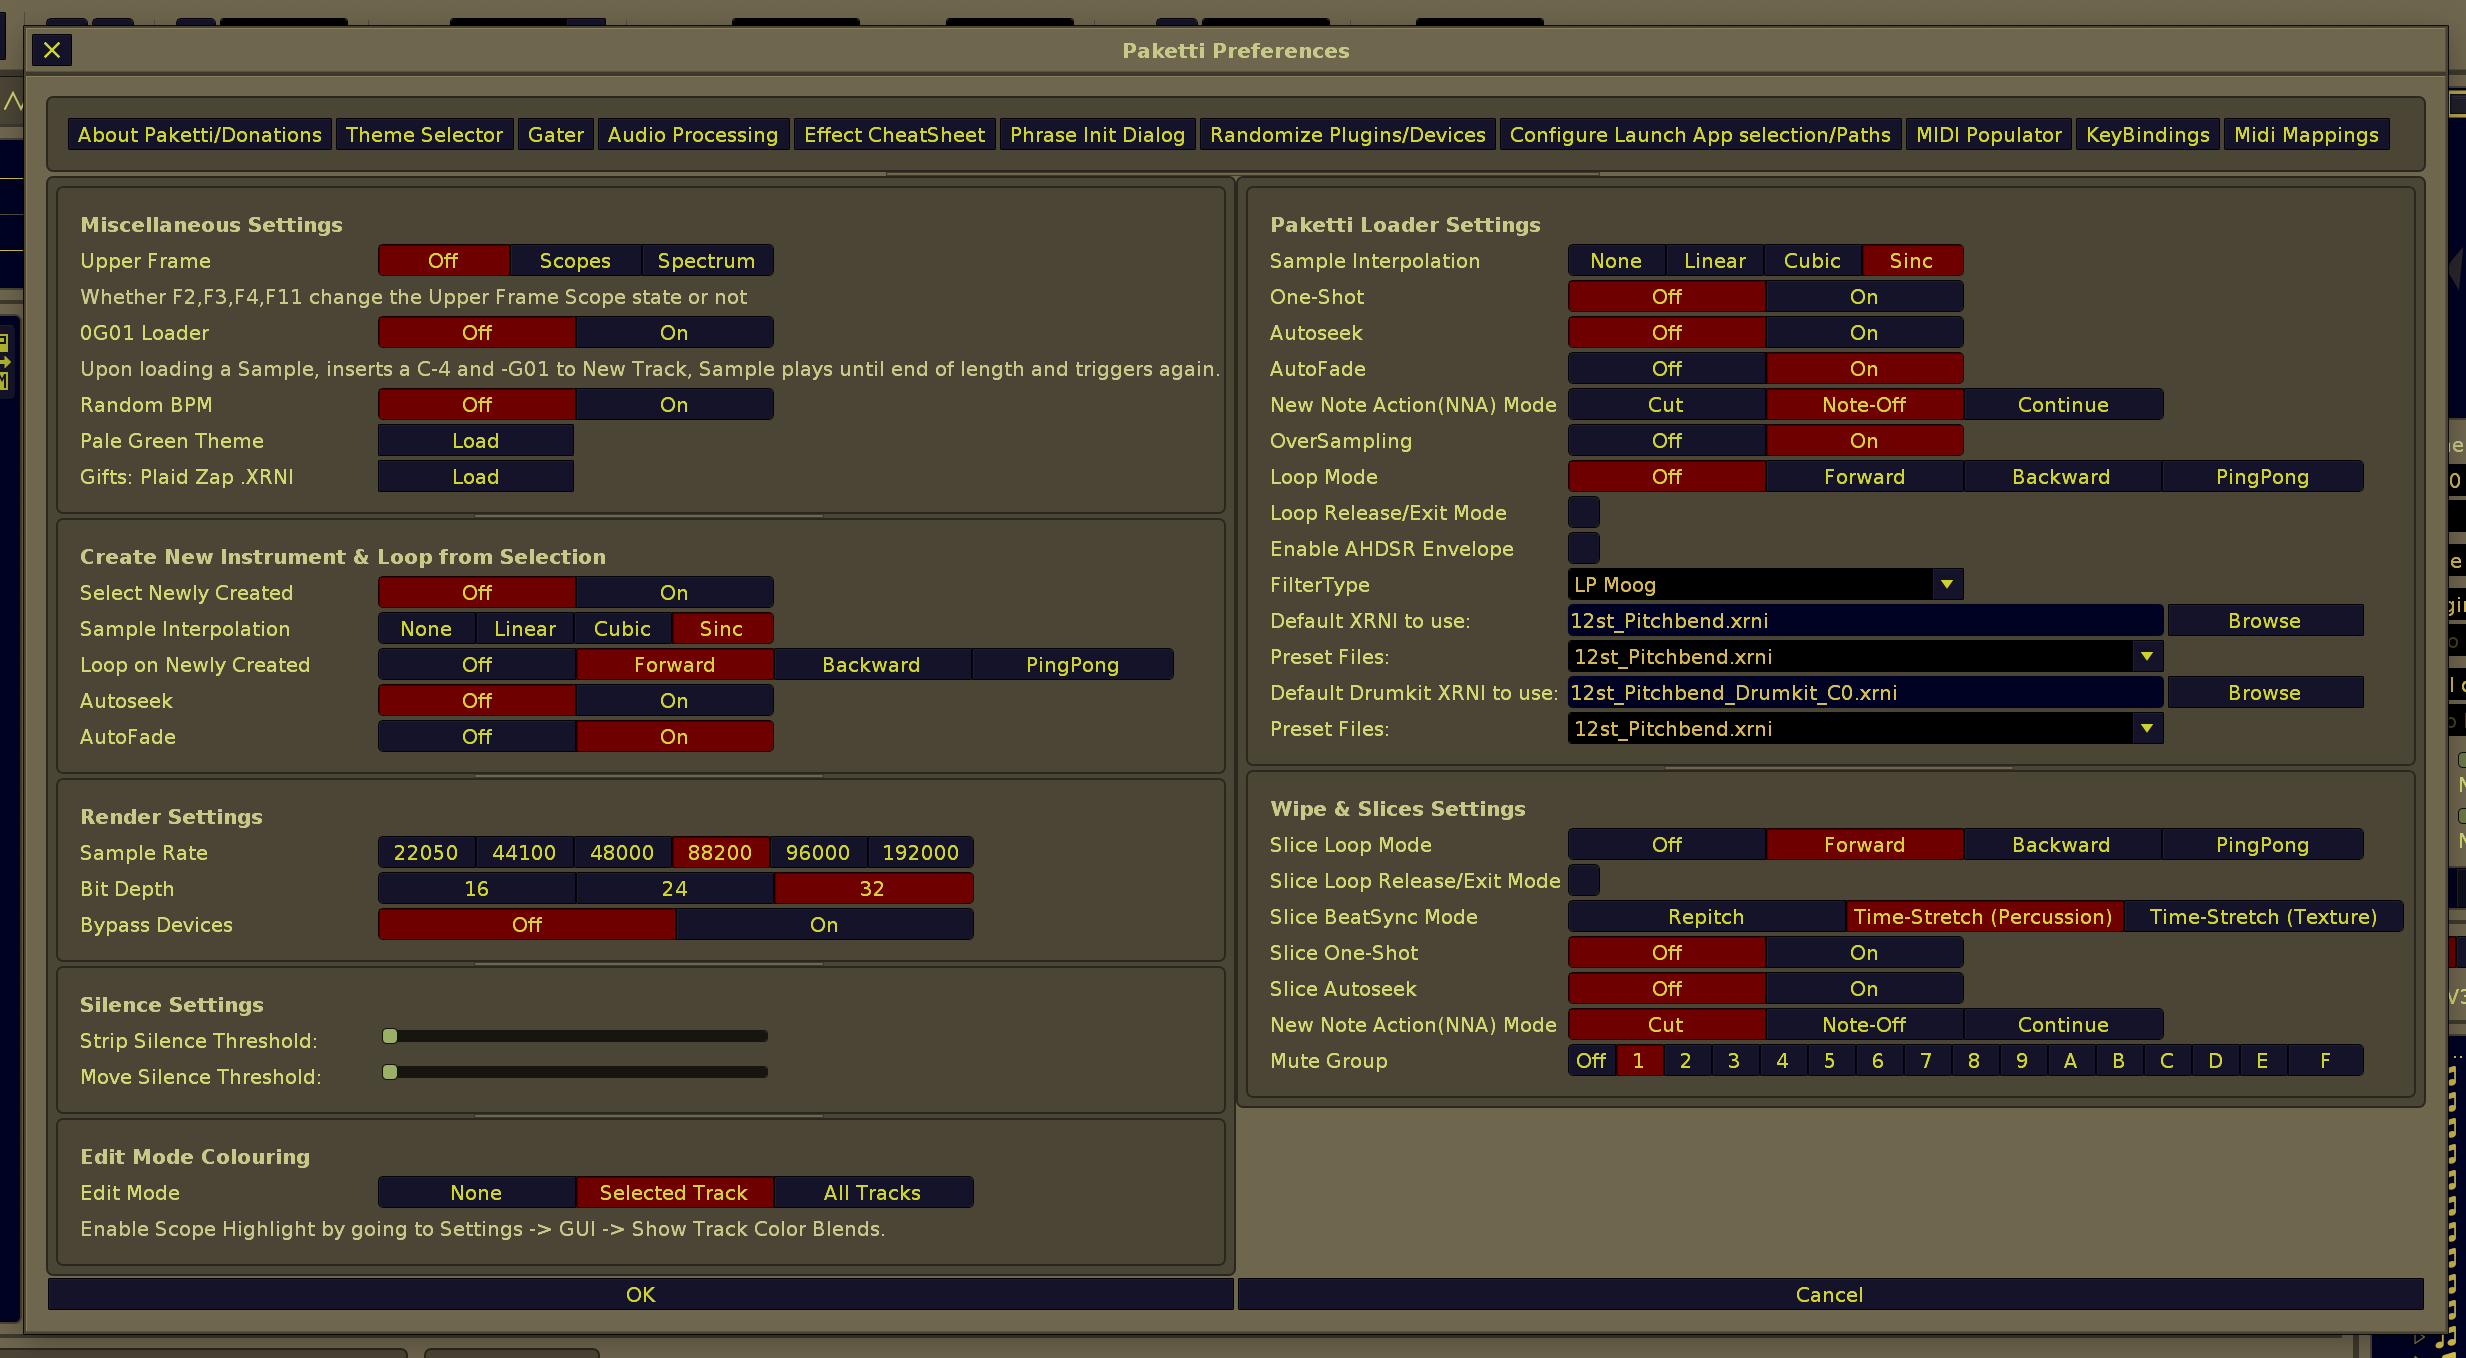 Paketti Preferences
About Paketti/Donations Theme Selector Gater Audio Processing Effect CheatSheet Phrase Init Dialog Randomize Plugins/Devices Configure Launch App selection/Paths MIDI Populator KeyBindings Midi Mappings
Miscellaneous Settings
Upper Frame Off Scopes Spectrum
Whether F2,F3,F4,F11 change the Upper Frame Scope state or not
0G01 Loader Off On
Upon loading a Sample, inserts a C-4 and -G01 to New Track, Sample plays until end of length and triggers again.
Random BPM Off On
Pale Green Theme Load
Gifts: Plaid Zap .XRNI Load
Create New Instrument & Loop from Selection
Select Newly Created Off On
Sample Interpolation None Linear Cubic Sinc
Loop on Newly Created Off Forward Backward PingPong
Autoseek Off On
AutoFade Off On
Render Settings
Sample Rate 22050 44100 48000 88200 96000 192000
Bit Depth 16 24 32
Bypass Devices Off On
Silence Settings
Strip Silence Threshold:
Move Silence Threshold:
Edit Mode Colouring
Edit Mode None Selected Track All Tracks
Enable Scope Highlight by going to Settings -> GUI -> Show Track Color Blends.
Paketti Loader Settings
Sample Interpolation None Linear Cubic Sinc
One-Shot Off On
Autoseek Off On
AutoFade Off On
New Note Action(NNA) Mode Cut Note-Off Continue
OverSampling Off On
Loop Mode Off Forward Backward PingPong
Loop Release/Exit Mode
Enable AHDSR Envelope
FilterType LP Moog
Default XRNI to use: 12st_Pitchbend.xrni Browse
Preset Files: 12st_Pitchbend.xrni
Default Drumkit XRNI to use: 12st_Pitchbend_Drumkit_C0.xrni Browse
Preset Files: 12st_Pitchbend.xrni
Wipe & Slices Settings
Slice Loop Mode Off Forward Backward PingPong
Slice Loop Release/Exit Mode
Slice BeatSync Mode Repitch Time-Stretch (Percussion) Time-Stretch (Texture)
Slice One-Shot Off On
Slice Autoseek Off On
New Note Action(NNA) Mode Cut Note-Off Continue
Mute Group Off 1 2 3 4 5 6 7 8 9 A B C D E F
OK Cancel